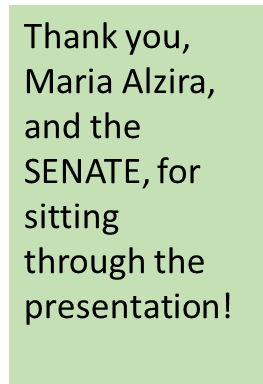 Thank you,
Maria Alzira,
and the
SENATE, for
sitting
through the
presentation!